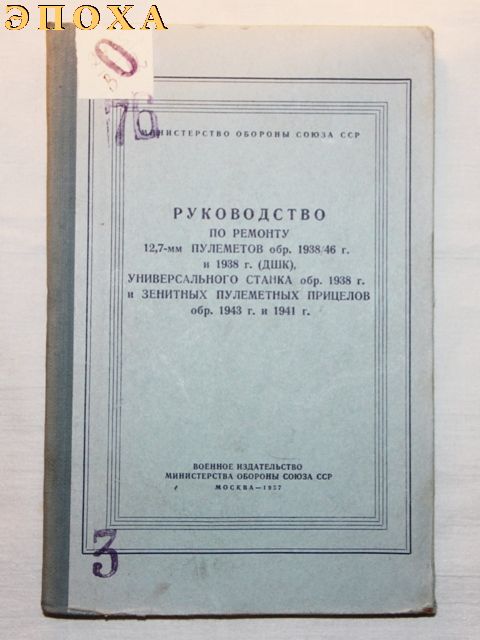 ЭПОХА
О
В
76
МИНИСТЕРСТВО ОБОРОНЫ СОЮЗА ССР
РУКОВОДСТВО
ПО РЕМОНТУ
12,7-мм ПУЛЕМЕТОВ обр. 1938/46 г.
и 1938 г. (ДШК),
УНИВЕРСАЛЬНОГО СТАНКА обр. 1938 г.
и ЗЕНИТНЫХ ПУЛЕМЕТНЫХ ПРИЦЕЛОВ
обр. 1943 г. и 1941 г.
ВОЕННОЕ ИЗДАТЕЛЬСТВО
МИНИСТЕРСТВА ОБОРОНЫ СОЮЗА ССР
МОСКВА — 1957
3